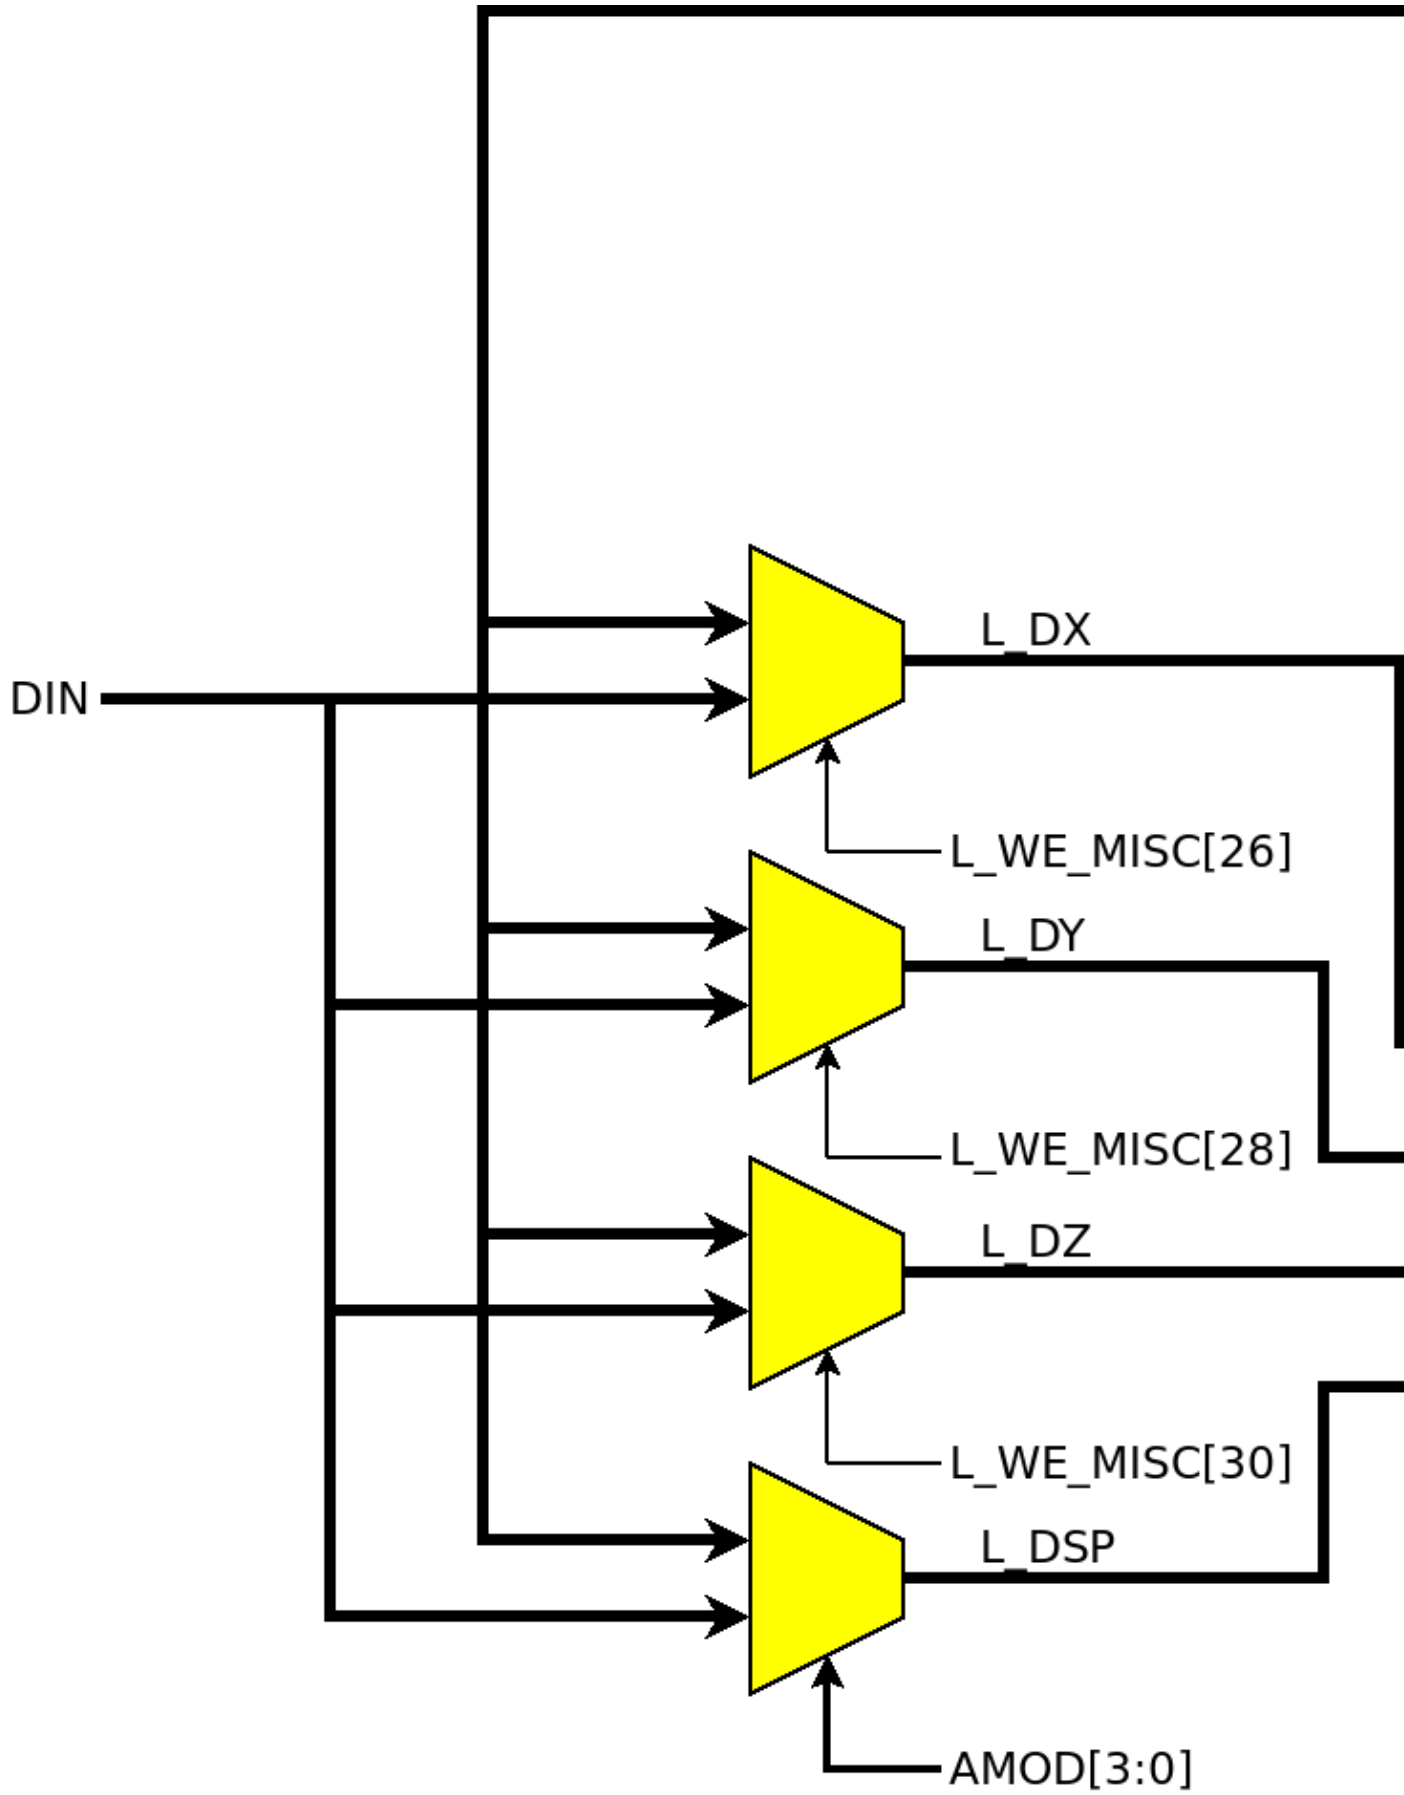 L_DX
DIN
L_WE_MISC[26]
L_DY
L_WE_MISC[28]
L_DZ
L_WE_MISC[30]
L_DSP
AMOD[3:0]